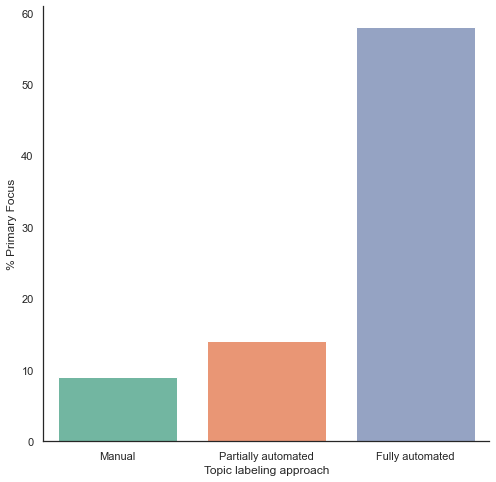 60
50
40
30
20
10
0
% Primary Focus
Manual
Partially automated
Fully automated
Topic labeling approach